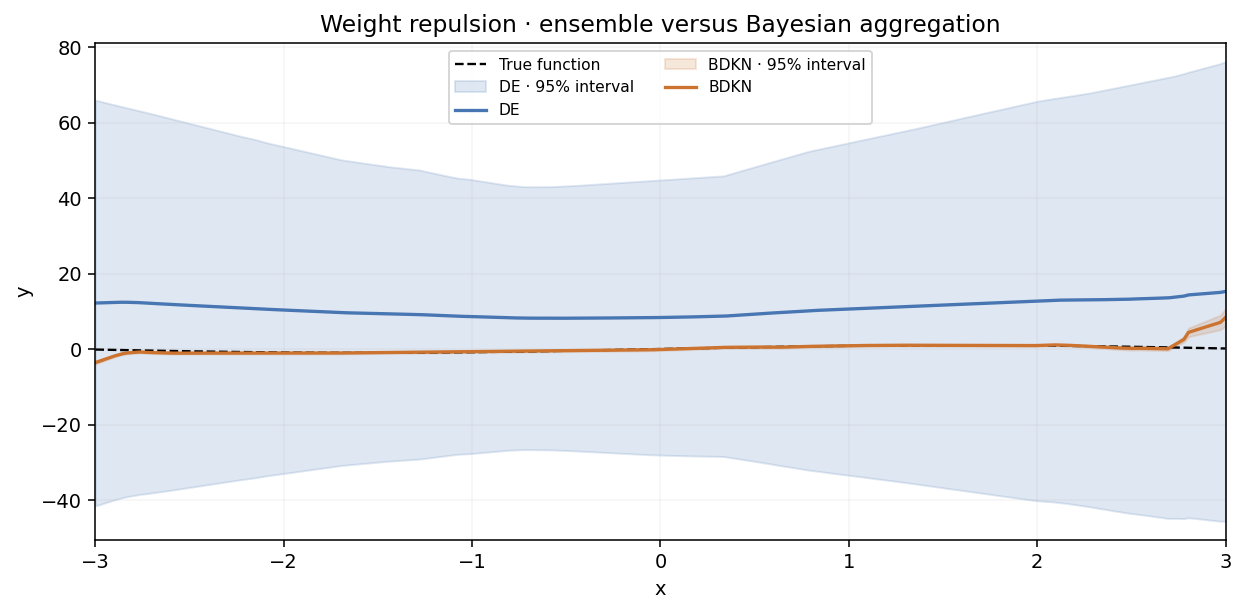 Weight repulsion · ensemble versus Bayesian aggregation
True function
DE · 95% interval
DE
BDKN · 95% interval
BDKN
80
60
40
20
0
−20
−40
y
−3
−2
−1
0
1
2
3
x